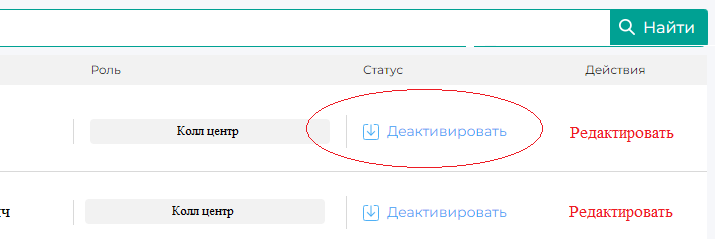 Найти
Роль Статус Действия
Колл центр Деактивировать Редактировать
Колл центр Деактивировать Редактировать